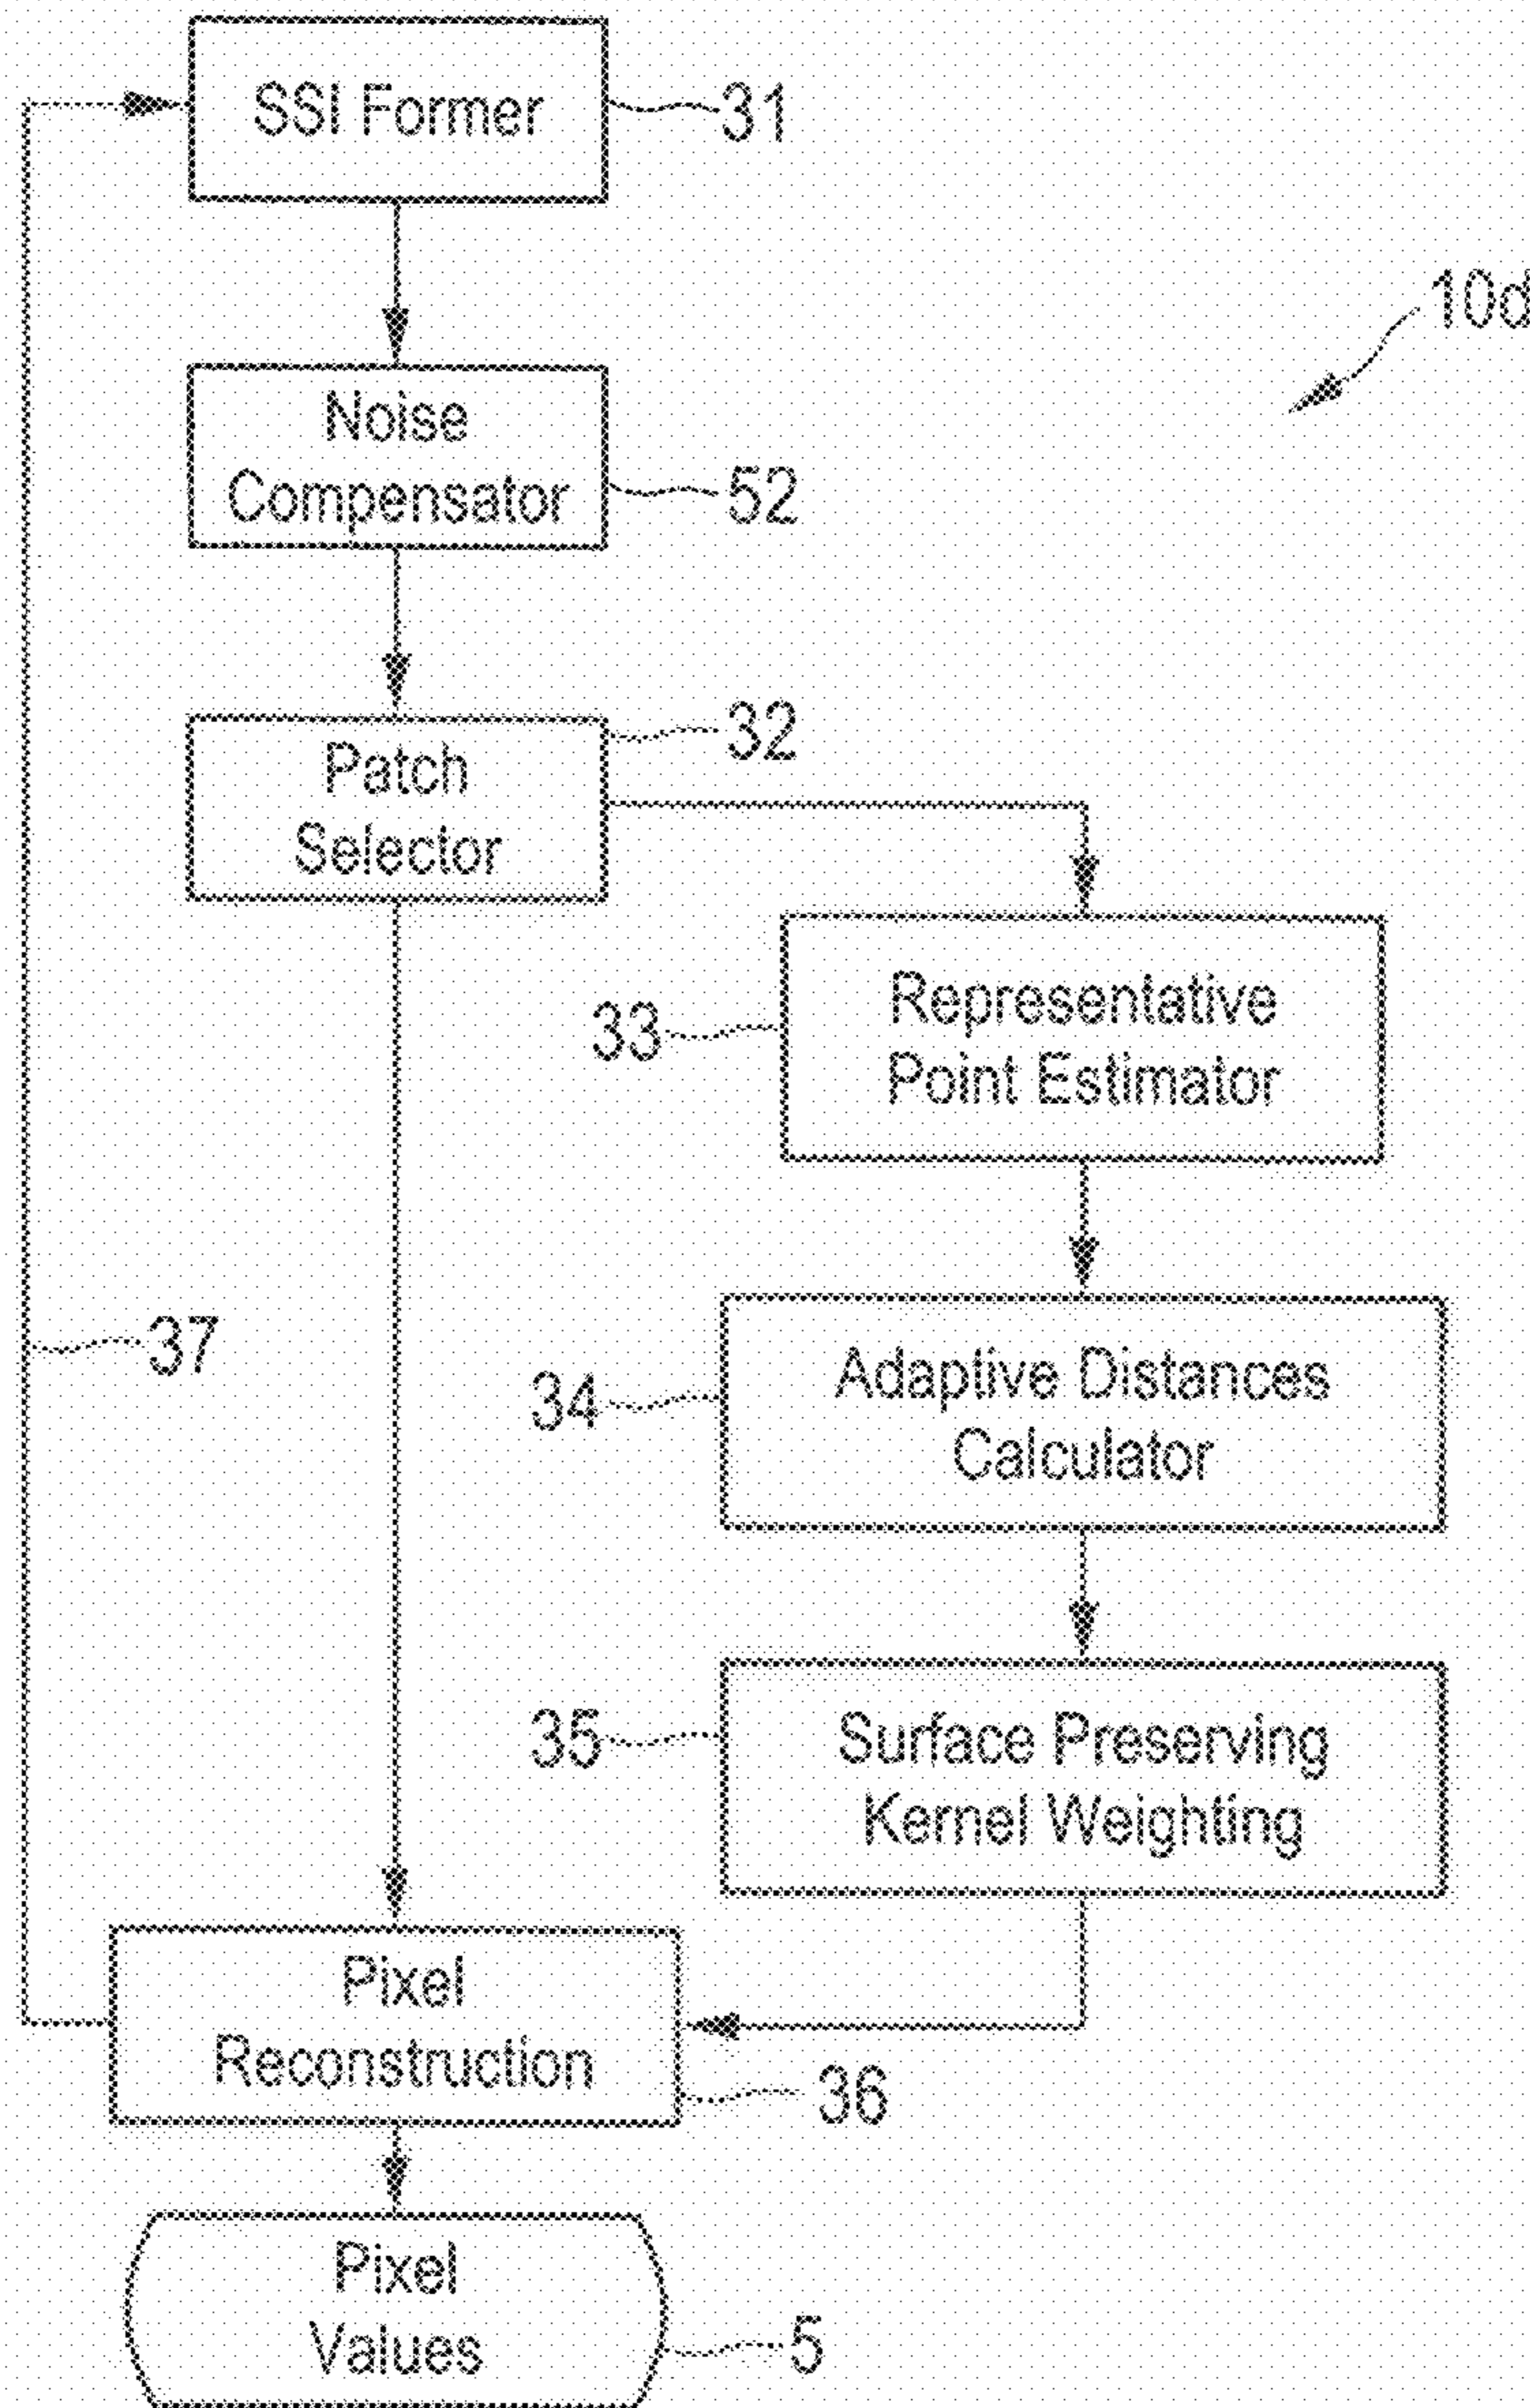 SSI Former
31
10d
Noise
Compensator
52
32
Patch
Selector
33
Representative
Point Estimator
37
34
Adaptive Distances
Calculator
35
Surface Preserving
Kernel Weighting
Pixel
Reconstruction
36
Pixel
Values
5